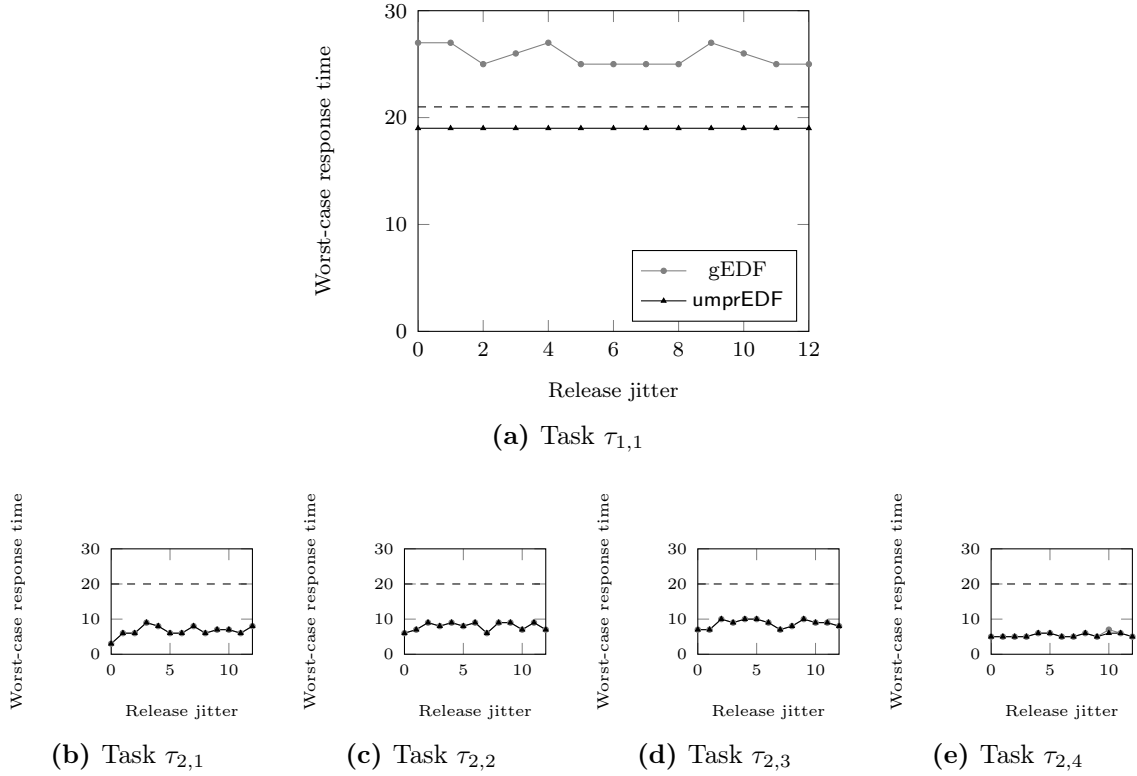 Worst-case response time
30
20
10
0
0 2 4 6 8 10 12
gEDF
umprEDF
Release jitter
(a) Task τ1,1
Worst-case response time
30
20
10
0
0 5 10
Release jitter
(b) Task τ2,1
Worst-case response time
30
20
10
0
0 5 10
Release jitter
(c) Task τ2,2
Worst-case response time
30
20
10
0
0 5 10
Release jitter
(d) Task τ2,3
Worst-case response time
30
20
10
0
0 5 10
Release jitter
(e) Task τ2,4